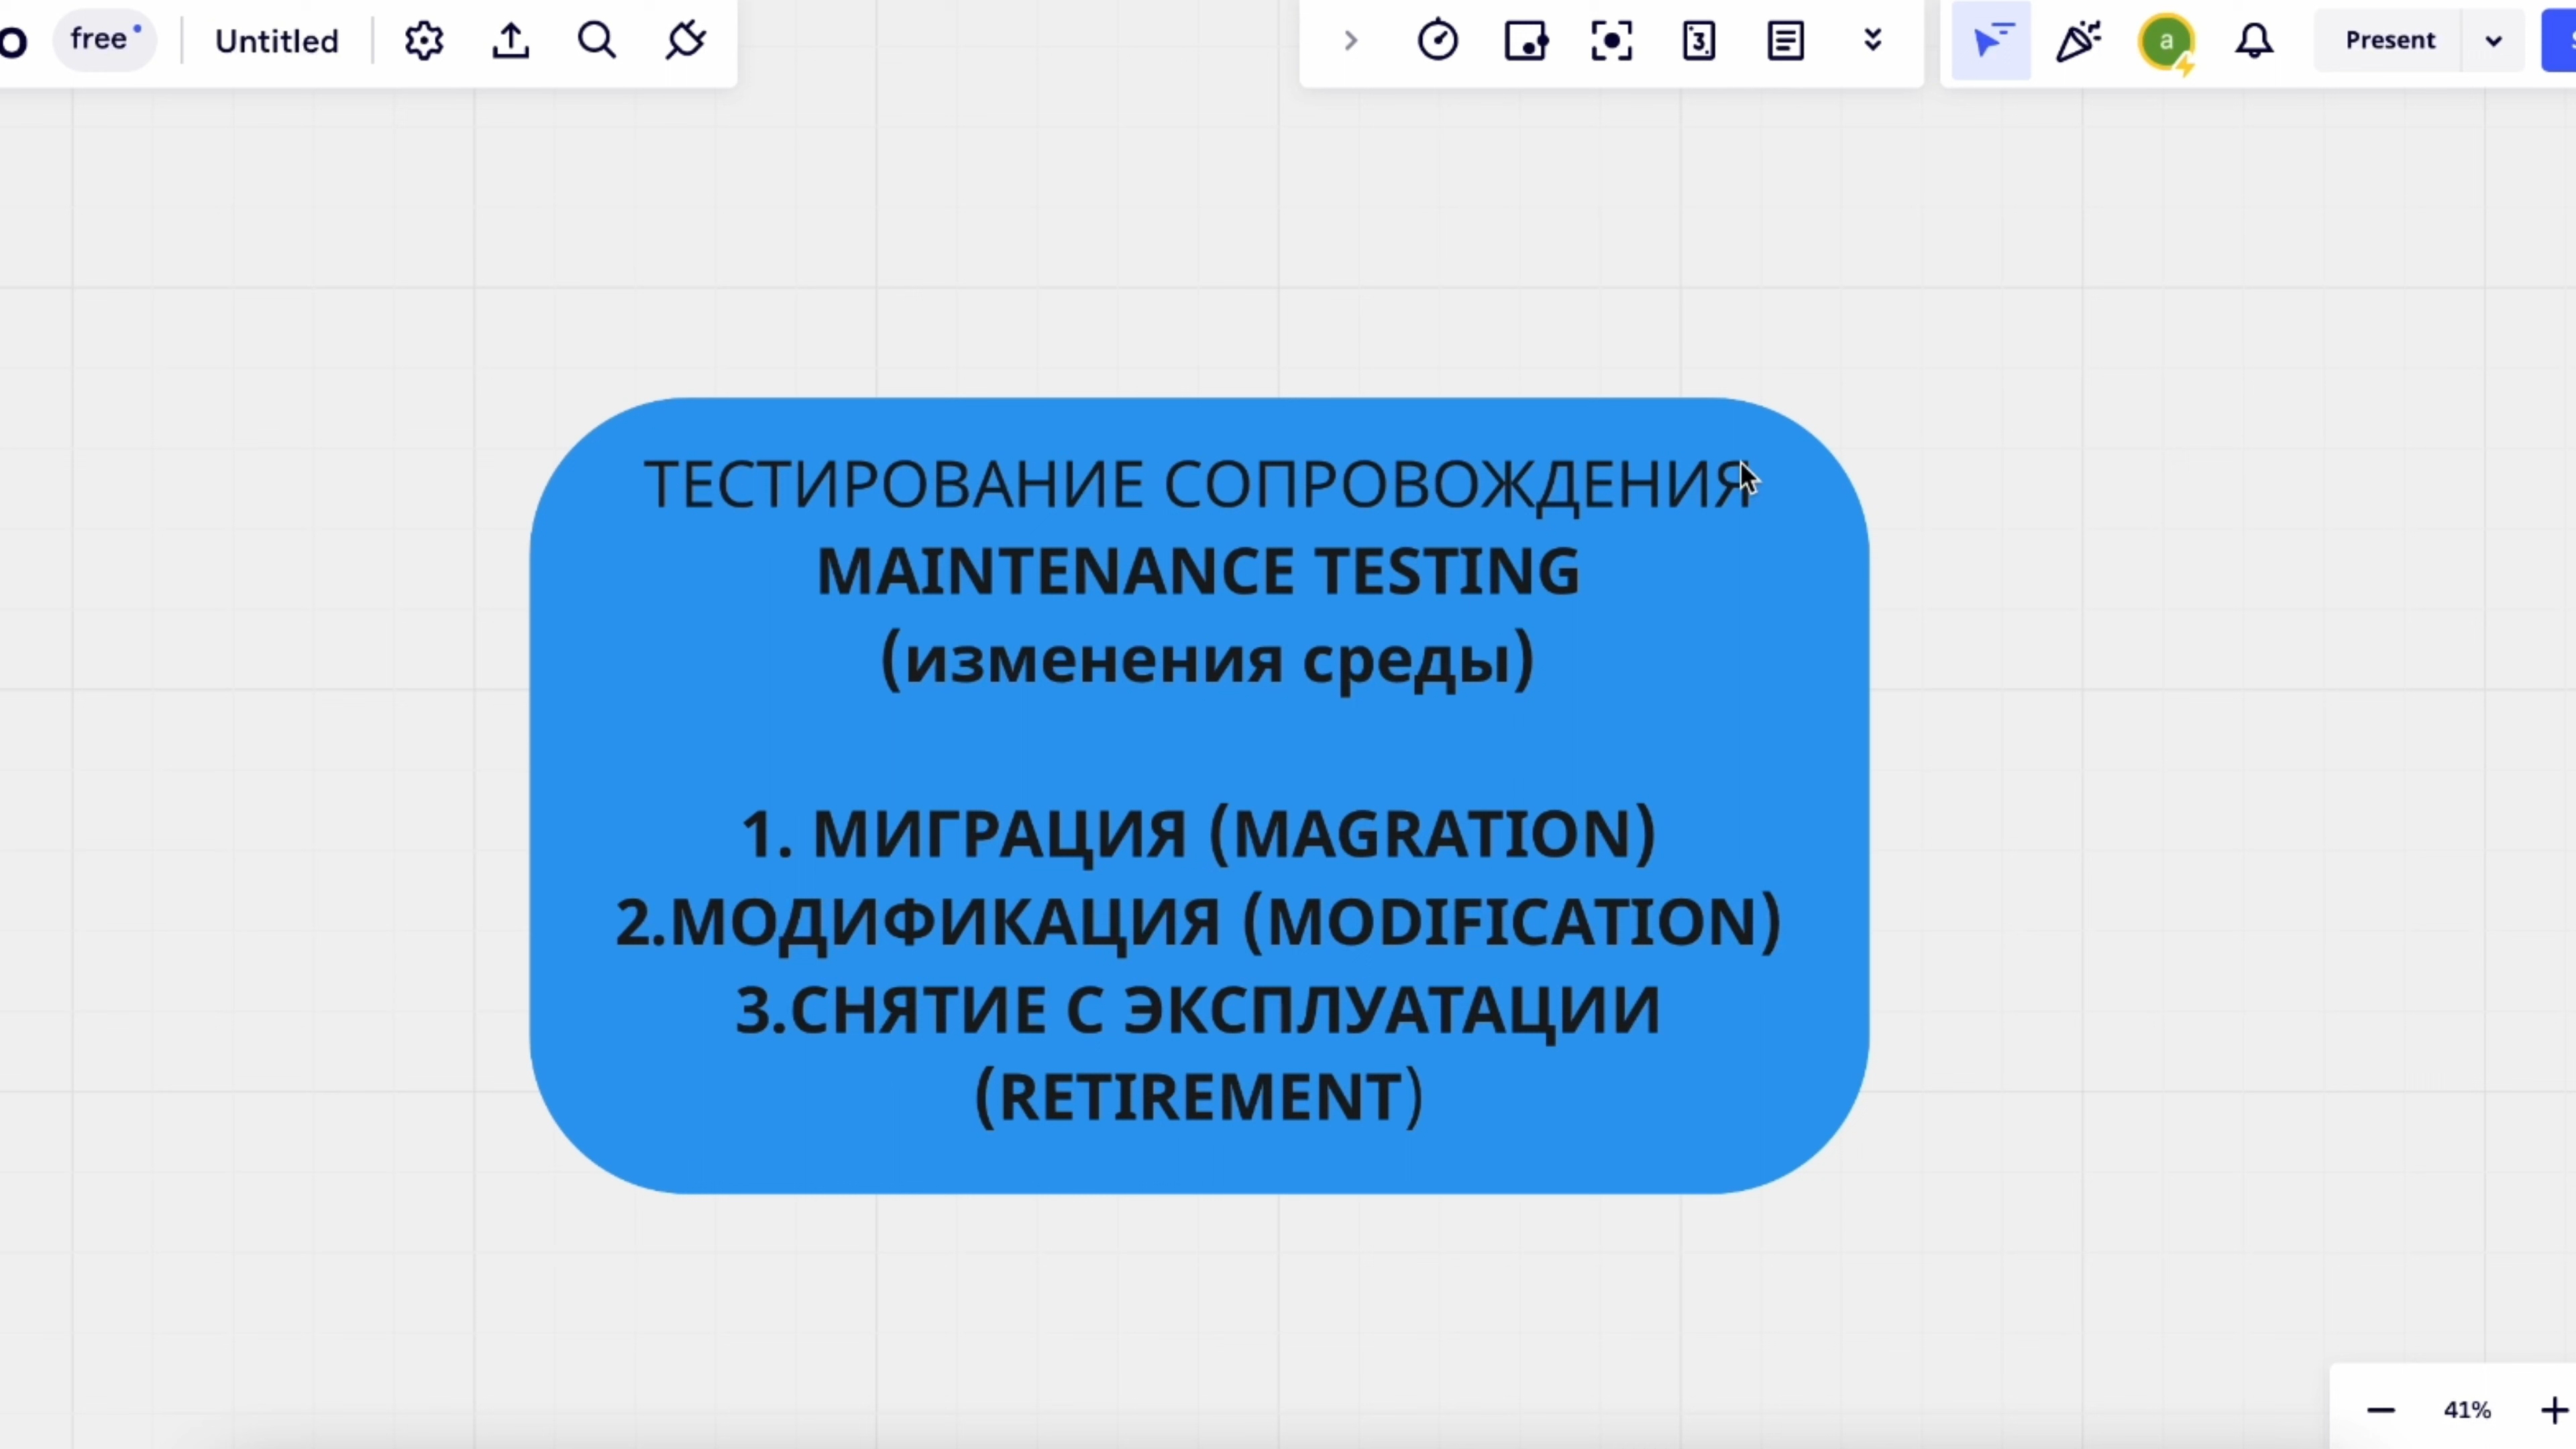 free
Untitled
3
a
Present
ТЕСТИРОВАНИЕ СОПРОВОЖДЕНИЯ
MAINTENANCE TESTING
(изменения среды)
1. МИГРАЦИЯ (MAGRATION)
2.МОДИФИКАЦИЯ (MODIFICATION)
3.СНЯТИЕ С ЭКСПЛУАТАЦИИ
(RETIREMENT)
41%